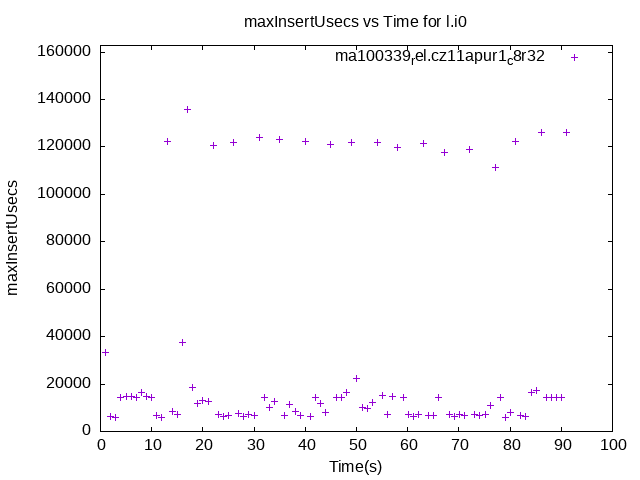 maxInsertUsecs vs Time for l.i0
ma100339_rel.cz11apur1_c8r32
160000
140000
120000
100000
80000
60000
40000
20000
0
maxInsertUsecs
0 10 20 30 40 50 60 70 80 90 100
Time(s)